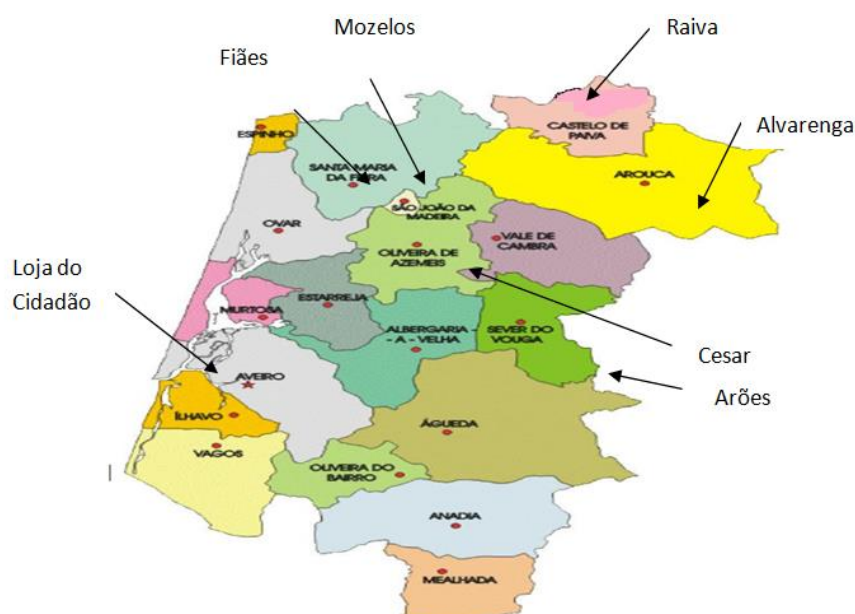 Mozelos
Raiva
Fiães
Alvarenga
ESPINHO
CASTELO DE
PAIVA
SANTA MARIA
DA FEIRA
AROUCA
SÃO JOÃO DA
MADEIRA
OVAR
VALE DE
CAMBRA
OLIVEIRA DE
AZEMEIS
Loja do
Cidadão
ESTARREJA
MURTOSA
ALBERGARIA -
- A - VELHA
SEVER DO
VOUGA
Cesar
AVEIRO
Arões
ÍLHAVO
ÁGUEDA
VAGOS
OLIVEIRA DO
BAIRRO
ANADIA
MEALHADA